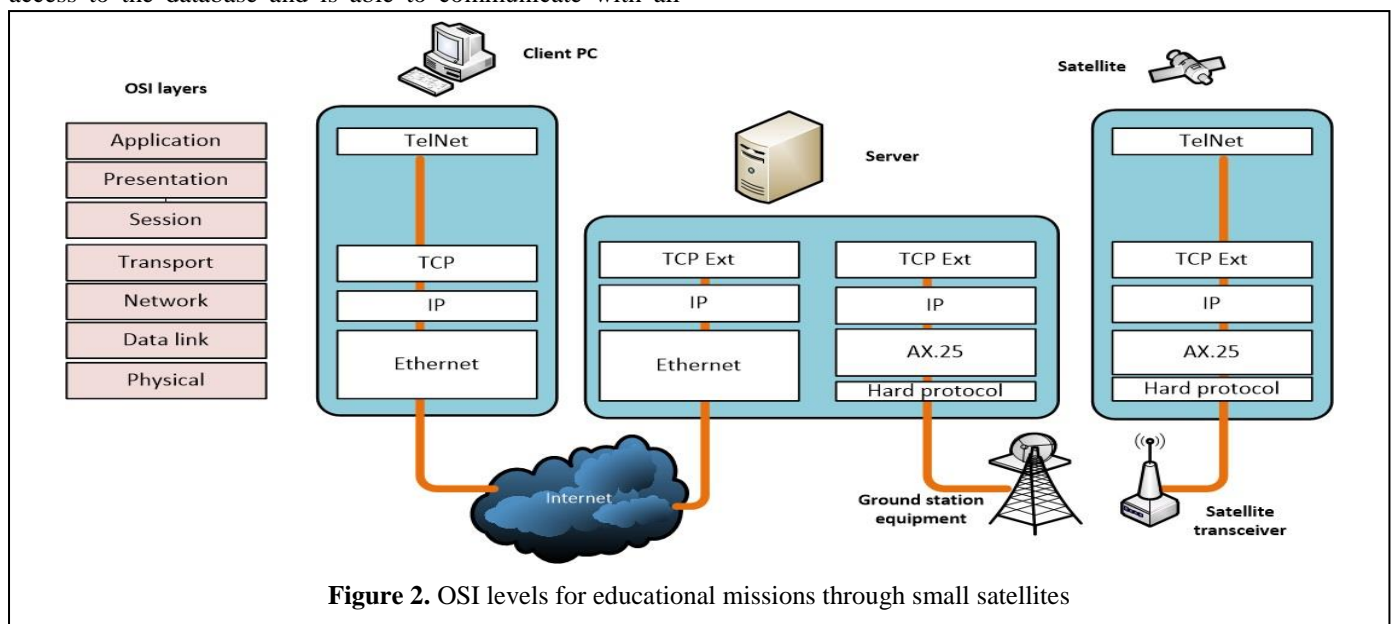 access to the database and is able to communicate with all
Client PC
Satellite
OSI layers
Application
Presentation
Session
Transport
Network
Data link
Physical
TelNet
TCP
IP
Ethernet
Server
TCP Ext
IP
Ethernet
TCP Ext
IP
AX.25
Hard protocol
TelNet
TCP Ext
IP
AX.25
Hard protocol
Internet
Ground station
equipment
Satellite
transceiver
Figure 2. OSI levels for educational missions through small satellites